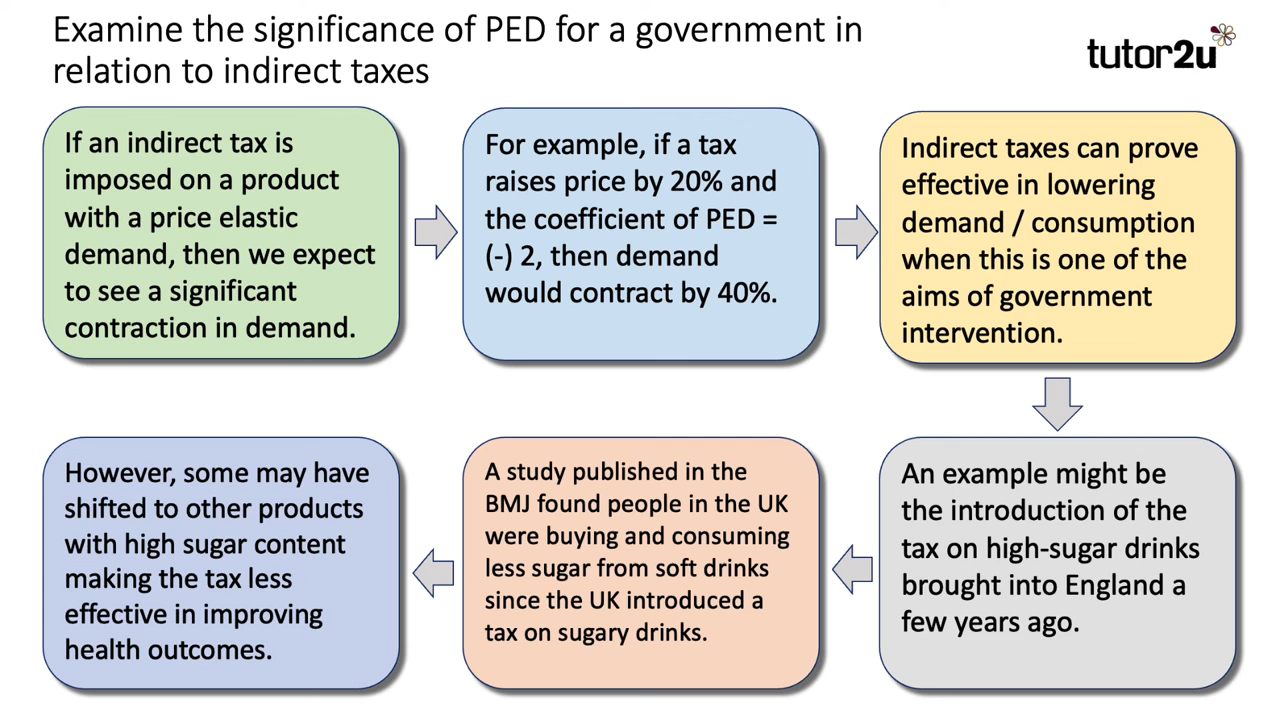 Examine the significance of PED for a government in
relation to indirect taxes
tutor2u
If an indirect tax is
imposed on a product
with a price elastic
demand, then we expect
to see a significant
contraction in demand.
For example, if a tax
raises price by 20% and
the coefficient of PED =
(-) 2, then demand
would contract by 40%.
Indirect taxes can prove
effective in lowering
demand / consumption
when this is one of the
aims of government
intervention.
An example might be
the introduction of the
tax on high-sugar drinks
brought into England a
few years ago.
A study published in the
BMJ found people in the UK
were buying and consuming
less sugar from soft drinks
since the UK introduced a
tax on sugary drinks.
However, some may have
shifted to other products
with high sugar content
making the tax less
effective in improving
health outcomes.